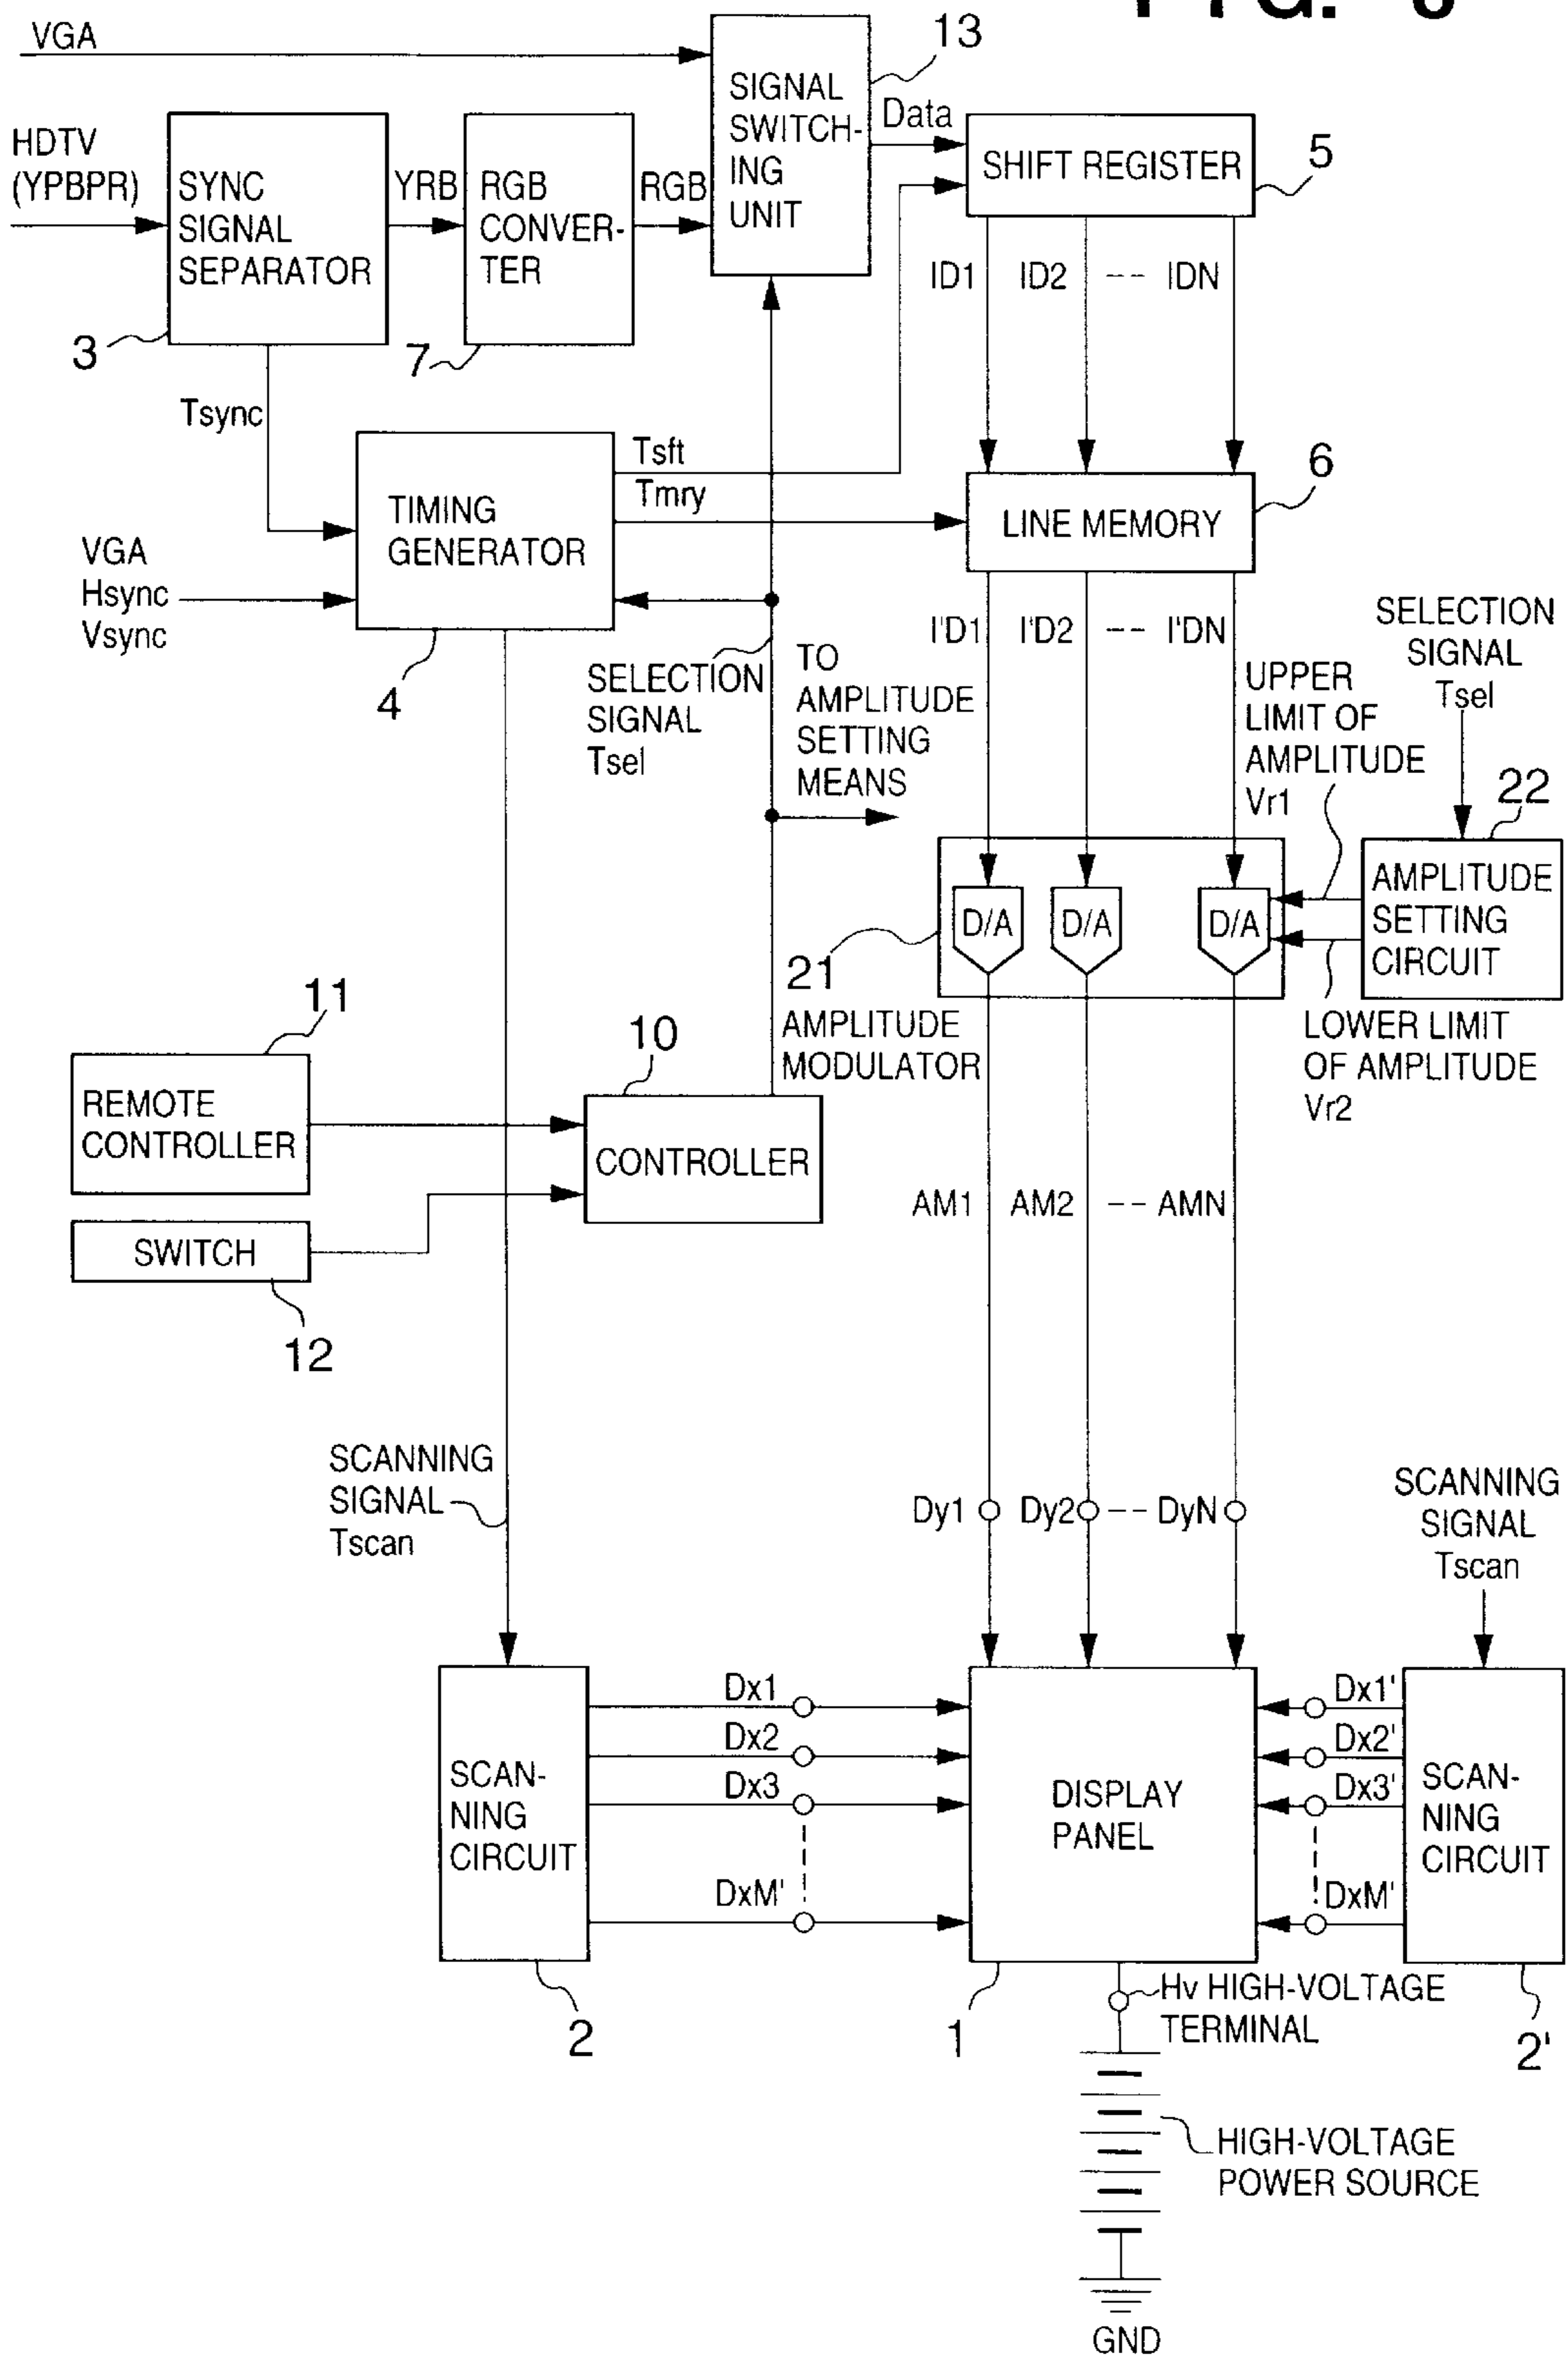 VGA
13
SIGNAL
SWITCH-
ING
UNIT
Data
HDTV
(YPBPR)
SYNC
SIGNAL
SEPARATOR
YRB
RGB
CONVER-
TER
RGB
SHIFT REGISTER
5
3
7
ID1
ID2
-- IDN
Tsync
Tsft
Tmry
TIMING
GENERATOR
6
LINE MEMORY
VGA
Hsync
Vsync
4
SELECTION
SIGNAL
Tsel
TO
AMPLITUDE
SETTING
MEANS
I'D1
I'D2
-- I'DN
UPPER
LIMIT OF
AMPLITUDE
Vr1
SELECTION
SIGNAL
Tsel
22
AMPLITUDE
SETTING
CIRCUIT
D/A
D/A
D/A
21
AMPLITUDE
MODULATOR
LOWER LIMIT
OF AMPLITUDE
Vr2
11
REMOTE
CONTROLLER
10
CONTROLLER
SWITCH
12
AM1
AM2
-- AMN
SCANNING
SIGNAL
Tscan
Dy1
Dy2
-- DyN
SCANNING
SIGNAL
Tscan
SCAN-
NING
CIRCUIT
Dx1
Dx2
Dx3
DxM'
DISPLAY
PANEL
Dx1'
Dx2'
Dx3'
DxM'
SCAN-
NING
CIRCUIT
2
1
Hv HIGH-VOLTAGE
TERMINAL
2'
HIGH-VOLTAGE
POWER SOURCE
GND